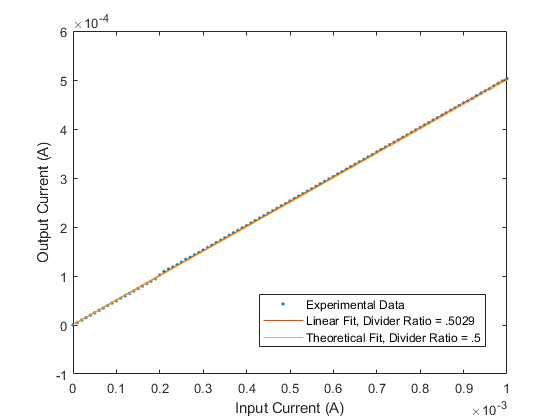 ×10⁻⁴
6
5
4
3
2
1
0
-1
Output Current (A)
Experimental Data
Linear Fit, Divider Ratio = .5029
Theoretical Fit, Divider Ratio = .5
0 0.1 0.2 0.3 0.4 0.5 0.6 0.7 0.8 0.9 1
Input Current (A)
×10⁻³